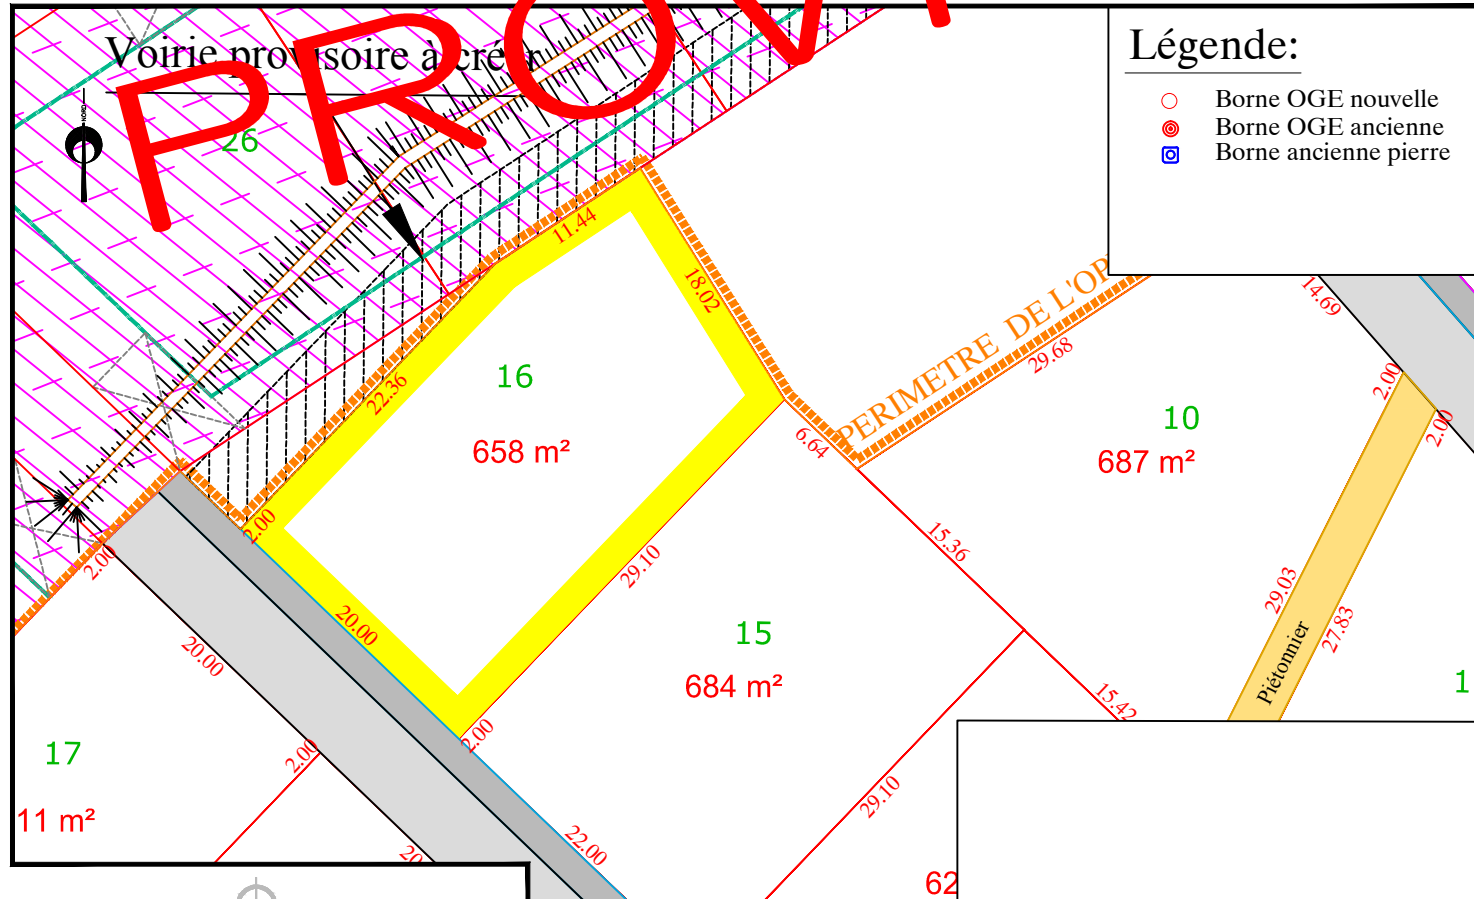 PROV
Voirie provisoire à créer
NORD
26
Légende:
Borne OGE nouvelle
Borne OGE ancienne
Borne ancienne pierre
11.44
18.02
PERIMETRE DE L'OP
29.68
14.69
22.36
16
658 m²
6.64
10
687 m²
2.00
2.00
2.00
2.00
15.36
29.10
20.00
20.00
15
684 m²
29.03
27.83
Piétonnier
1
15.42
2.00
2.00
17
11 m²
29.10
22.00
20
62